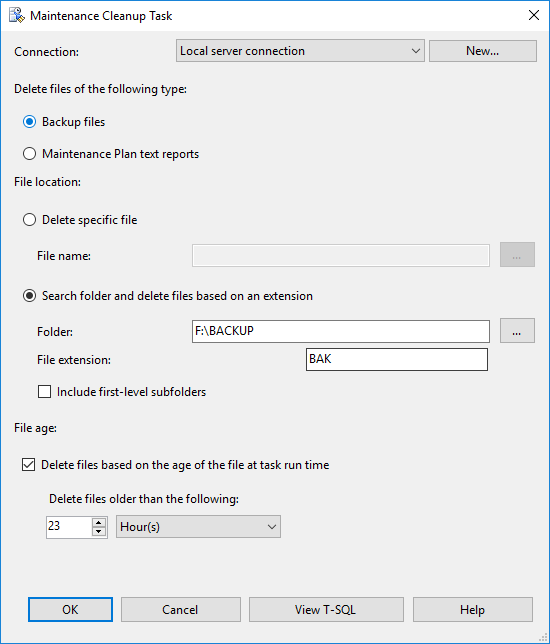 Maintenance Cleanup Task
Connection: Local server connection New...
Delete files of the following type:
Backup files
Maintenance Plan text reports
File location:
Delete specific file
File name: ...
Search folder and delete files based on an extension
Folder: F:\BACKUP ...
File extension: BAK
Include first-level subfolders
File age:
Delete files based on the age of the file at task run time
Delete files older than the following:
23 Hour(s)
OK Cancel View T-SQL Help